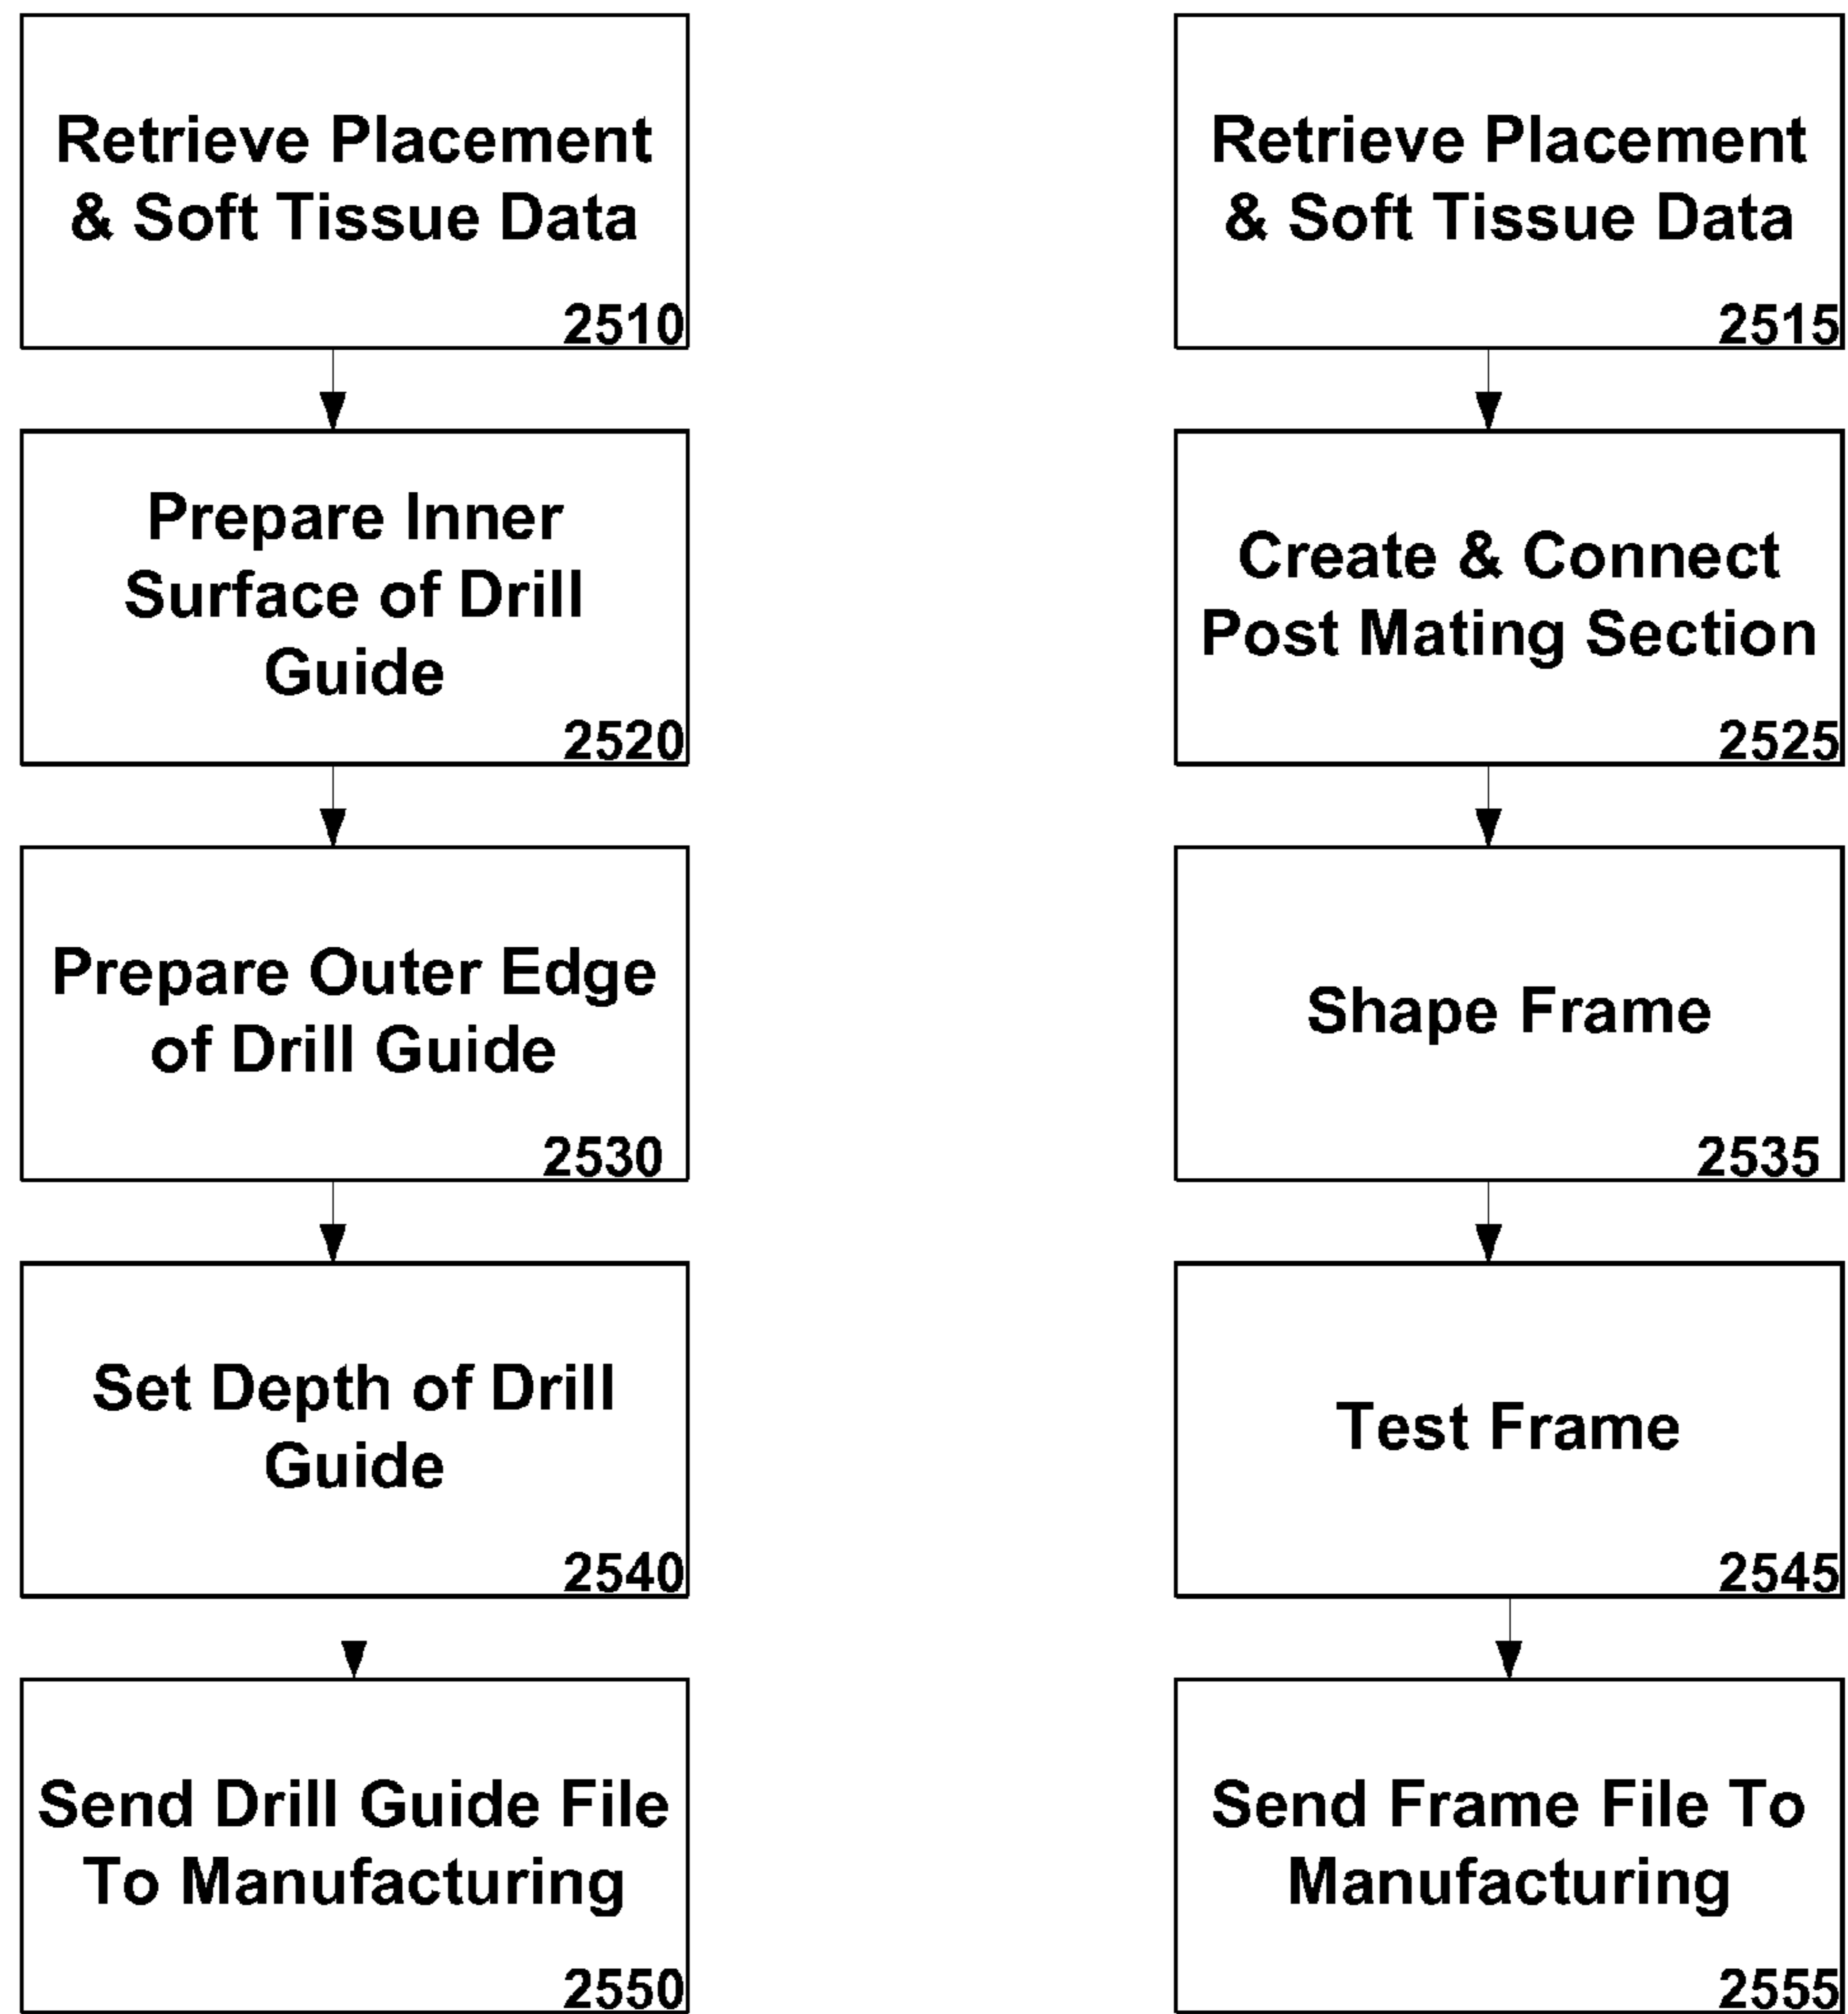 Retrieve Placement
& Soft Tissue Data
2510
Prepare Inner
Surface of Drill
Guide
2520
Prepare Outer Edge
of Drill Guide
2530
Set Depth of Drill
Guide
2540
Send Drill Guide File
To Manufacturing
2550
Retrieve Placement
& Soft Tissue Data
2515
Create & Connect
Post Mating Section
2525
Shape Frame
2535
Test Frame
2545
Send Frame File To
Manufacturing
2555